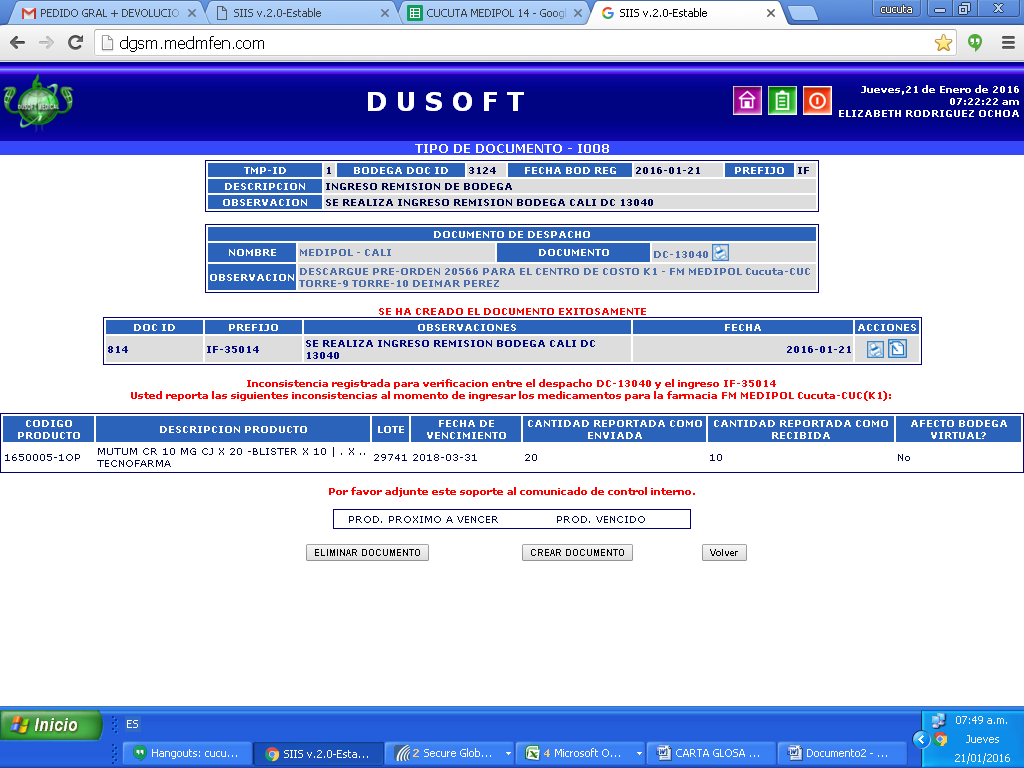 PEDIDO GRAL + DEVOLUCIO
SIIS v.2.0-Estable
CUCUTA MEDIPOL 14 - Goog
SIIS v.2.0-Estable
cucuta
dgsm.medmfen.com
DUSOFT MEDICAL
DUSOFT
Jueves,21 de Enero de 2016
07:22:22 am
ELIZABETH RODRIGUEZ OCHOA
TIPO DE DOCUMENTO - I008
TMP-ID 1 BODEGA DOC ID 3124 FECHA BOD REG 2016-01-21 PREFIJO IF
DESCRIPCION INGRESO REMISION DE BODEGA
OBSERVACION SE REALIZA INGRESO REMISION BODEGA CALI DC 13040
DOCUMENTO DE DESPACHO
NOMBRE MEDIPOL - CALI DOCUMENTO DC-13040
OBSERVACION DESCARGUE PRE-ORDEN 20566 PARA EL CENTRO DE COSTO K1 - FM MEDIPOL Cucuta-CUC
TORRE-9 TORRE-10 DEIMAR PEREZ
SE HA CREADO EL DOCUMENTO EXITOSAMENTE
DOC ID PREFIJO OBSERVACIONES FECHA ACCIONES
814 IF-35014 SE REALIZA INGRESO REMISION BODEGA CALI DC
13040 2016-01-21
Inconsistencia registrada para verificacion entre el despacho DC-13040 y el ingreso IF-35014
Usted reporta las siguientes inconsistencias al momento de ingresar los medicamentos para la farmacia FM MEDIPOL Cucuta-CUC(K1):
CODIGO PRODUCTO DESCRIPCION PRODUCTO LOTE FECHA DE VENCIMIENTO CANTIDAD REPORTADA COMO ENVIADA CANTIDAD REPORTADA COMO RECIBIDA AFECTO BODEGA VIRTUAL?
1650005-1OP MUTUM CR 10 MG CJ X 20 -BLISTER X 10 | . X .. TECNOFARMA 29741 2018-03-31 20 10 No
Por favor adjunte este soporte al comunicado de control interno.
PROD. PROXIMO A VENCER PROD. VENCIDO
ELIMINAR DOCUMENTO CREAR DOCUMENTO Volver
Inicio
ES
07:49 a.m.
Jueves
21/01/2016
Hangouts: cucu...
SIIS v.2.0-Esta...
2 Secure Glob...
4 Microsoft O...
CARTA GLOSA ...
Documento2 - ...